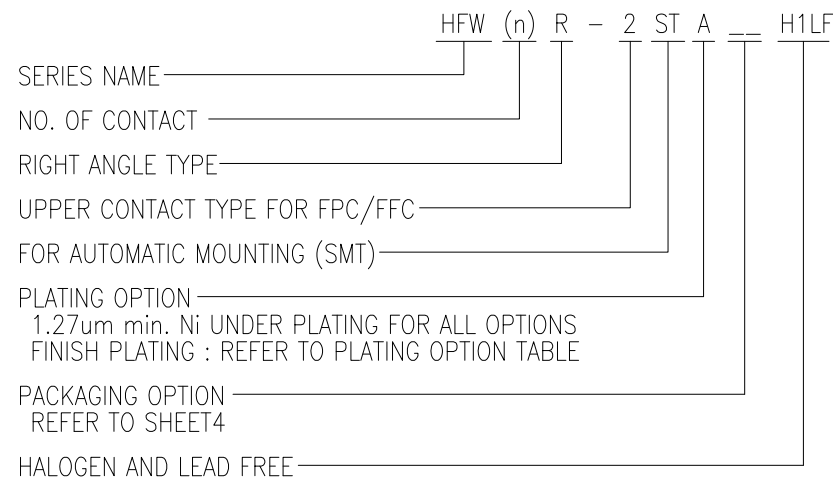 HFW (n) R - 2 ST A __ H1LF
SERIES NAME
NO. OF CONTACT
RIGHT ANGLE TYPE
UPPER CONTACT TYPE FOR FPC/FFC
FOR AUTOMATIC MOUNTING (SMT)
PLATING OPTION
1.27um min. Ni UNDER PLATING FOR ALL OPTIONS
FINISH PLATING : REFER TO PLATING OPTION TABLE
PACKAGING OPTION
REFER TO SHEET4
HALOGEN AND LEAD FREE